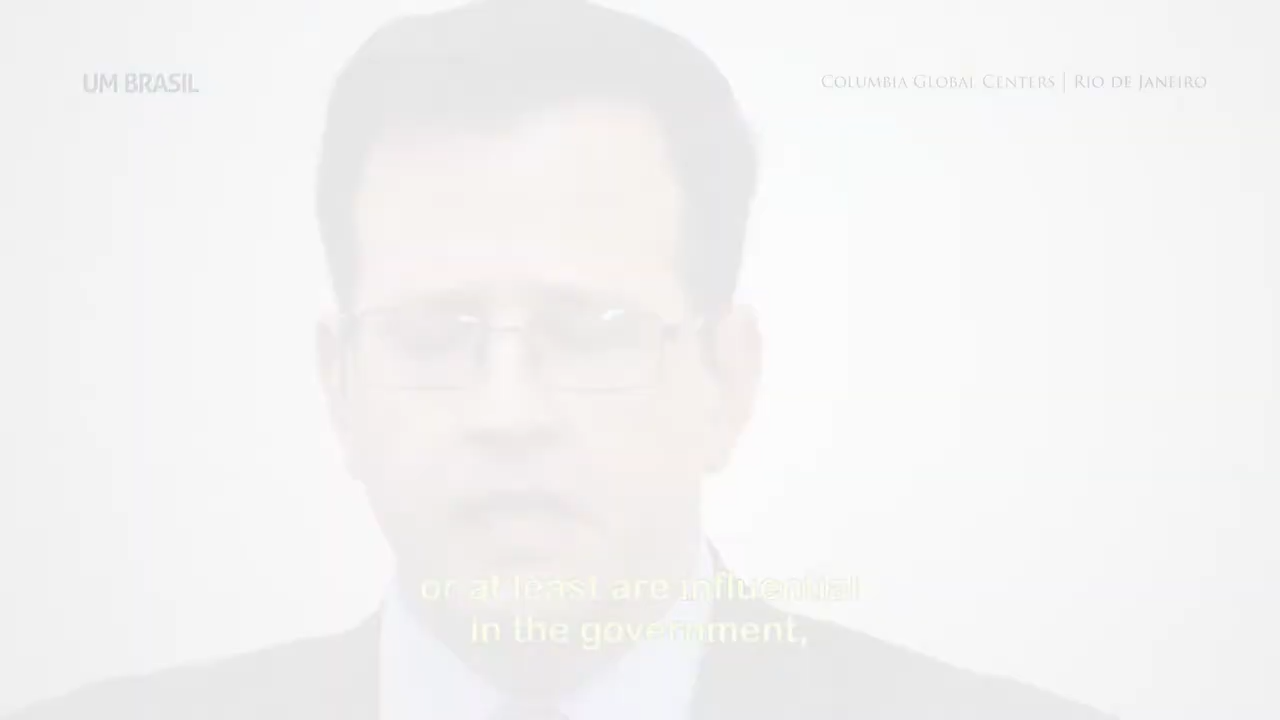 UM BRASIL
COLUMBIA GLOBAL CENTERS | RIO DE JANEIRO
or at least are influential
in the government,